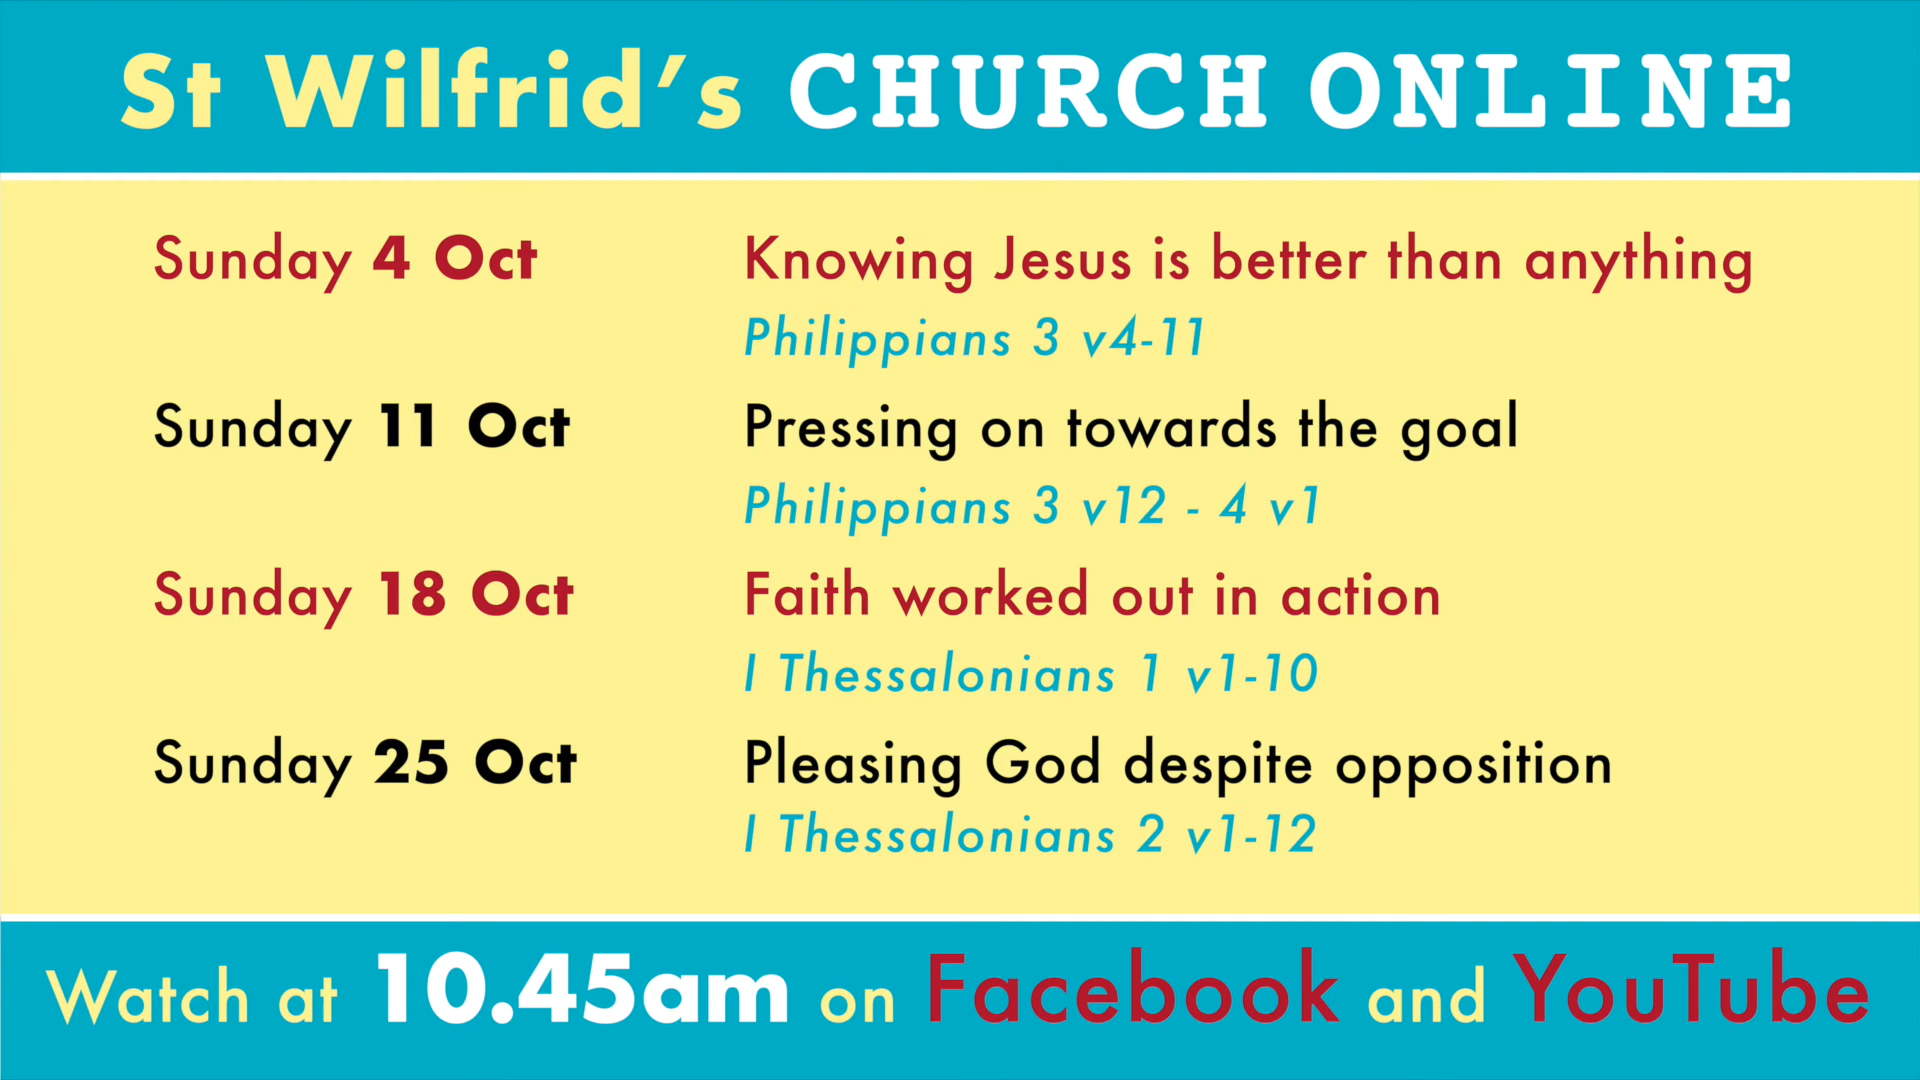 St Wilfrid's CHURCH ONLINE
Sunday 4 Oct Knowing Jesus is better than anything
Philippians 3 v4-11
Sunday 11 Oct Pressing on towards the goal
Philippians 3 v12 - 4 v1
Sunday 18 Oct Faith worked out in action
I Thessalonians 1 v1-10
Sunday 25 Oct Pleasing God despite opposition
I Thessalonians 2 v1-12
Watch at 10.45am on Facebook and YouTube